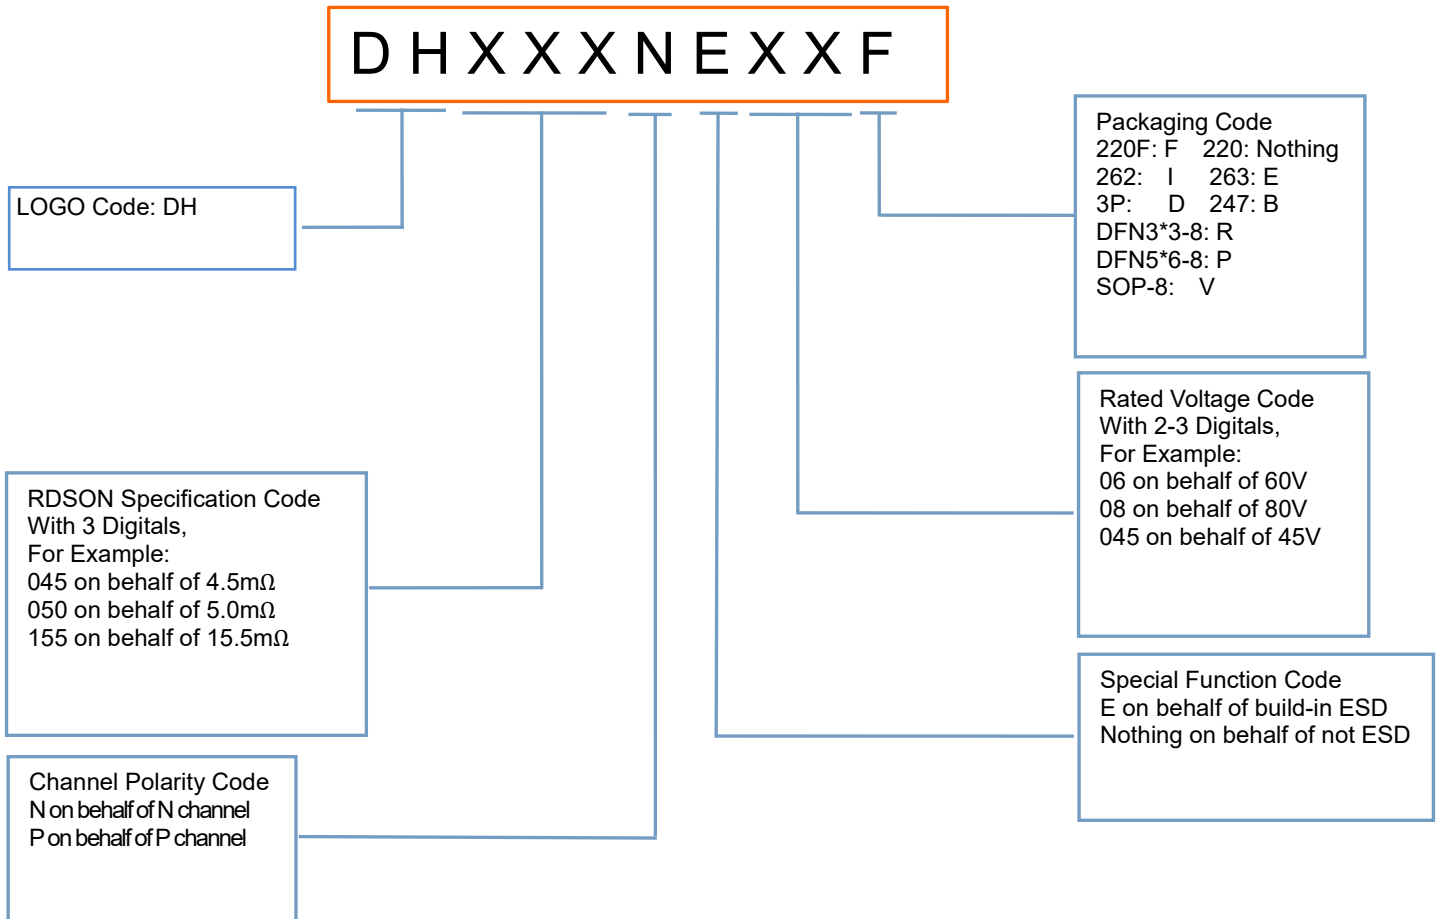 D H X X X N E X X F
LOGO Code: DH
RDSON Specification Code
With 3 Digitals,
For Example:
045 on behalf of 4.5mΩ
050 on behalf of 5.0mΩ
155 on behalf of 15.5mΩ
Channel Polarity Code
N on behalf of N channel
P on behalf of P channel
Packaging Code
220F: F 220: Nothing
262: I 263: E
3P: D 247: B
DFN3*3-8: R
DFN5*6-8: P
SOP-8: V
Rated Voltage Code
With 2-3 Digitals,
For Example:
06 on behalf of 60V
08 on behalf of 80V
045 on behalf of 45V
Special Function Code
E on behalf of build-in ESD
Nothing on behalf of not ESD